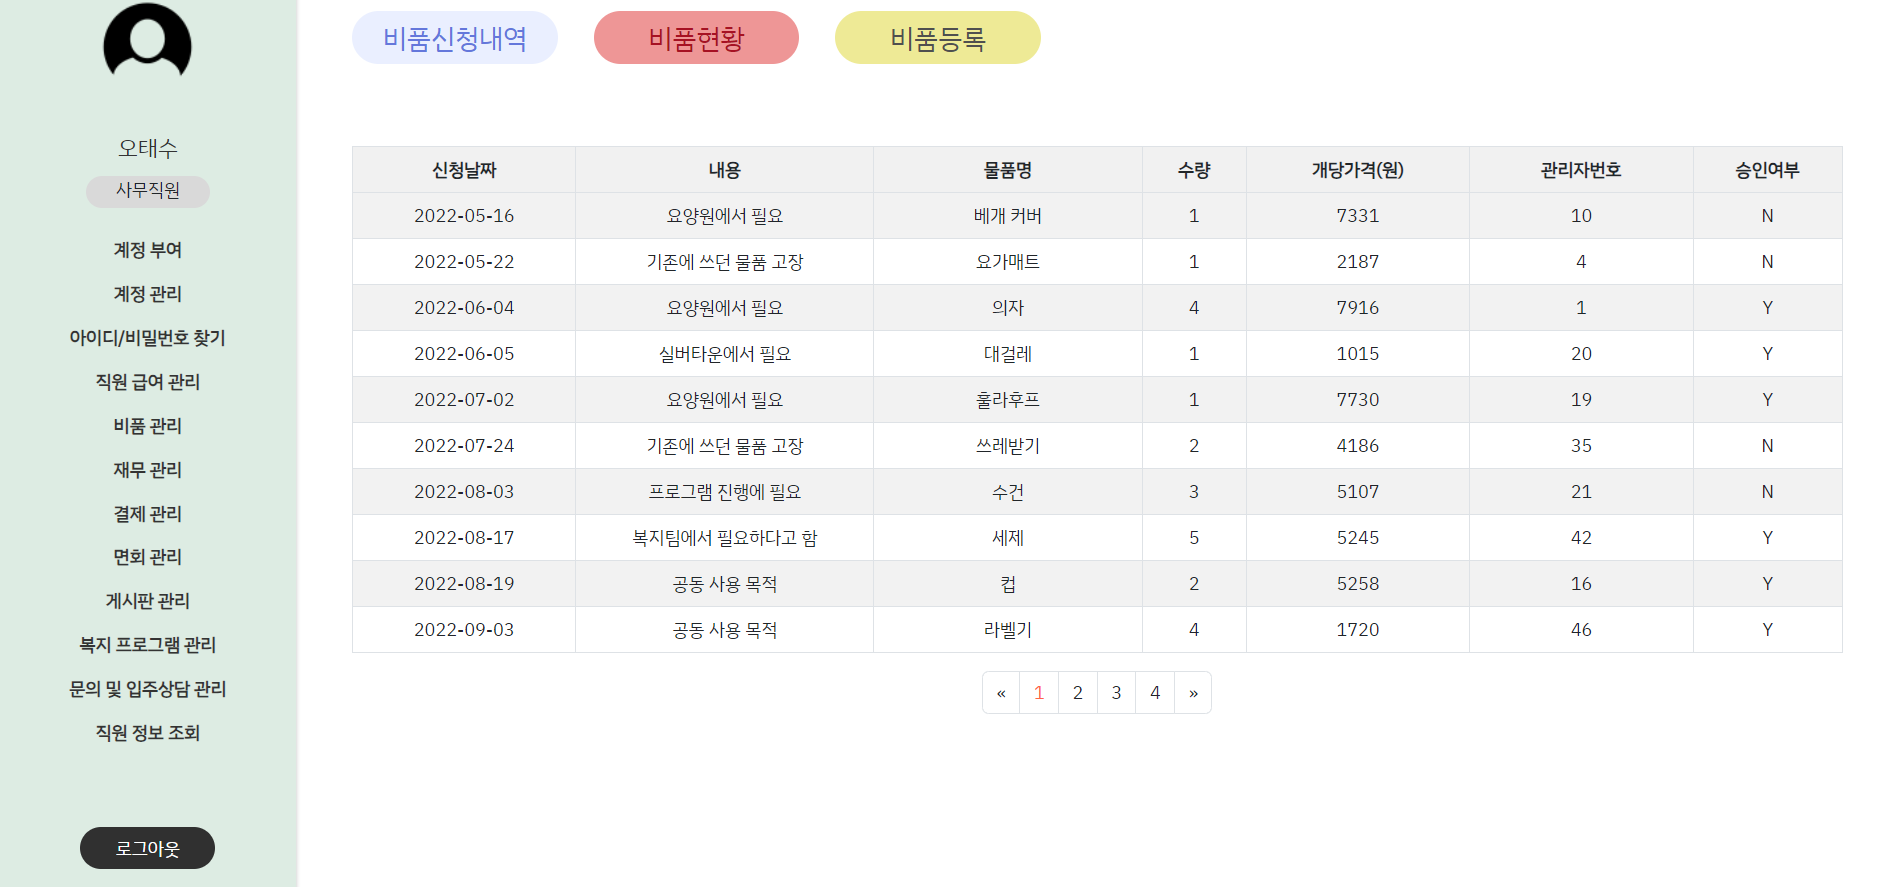 오태수
사무직원
계정 부여
계정 관리
아이디/비밀번호 찾기
직원 급여 관리
비품 관리
재무 관리
결제 관리
면회 관리
게시판 관리
복지 프로그램 관리
문의 및 입주상담 관리
직원 정보 조회
로그아웃
비품신청내역 비품현황 비품등록
신청날짜 내용 물품명 수량 개당가격(원) 관리자번호 승인여부
2022-05-16 요양원에서 필요 베개 커버 1 7331 10 N
2022-05-22 기존에 쓰던 물품 고장 요가매트 1 2187 4 N
2022-06-04 요양원에서 필요 의자 4 7916 1 Y
2022-06-05 실버타운에서 필요 대걸레 1 1015 20 Y
2022-07-02 요양원에서 필요 훌라후프 1 7730 19 Y
2022-07-24 기존에 쓰던 물품 고장 쓰레받기 2 4186 35 N
2022-08-03 프로그램 진행에 필요 수건 3 5107 21 N
2022-08-17 복지팀에서 필요하다고 함 세제 5 5245 42 Y
2022-08-19 공동 사용 목적 컵 2 5258 16 Y
2022-09-03 공동 사용 목적 라벨기 4 1720 46 Y
« 1 2 3 4 »